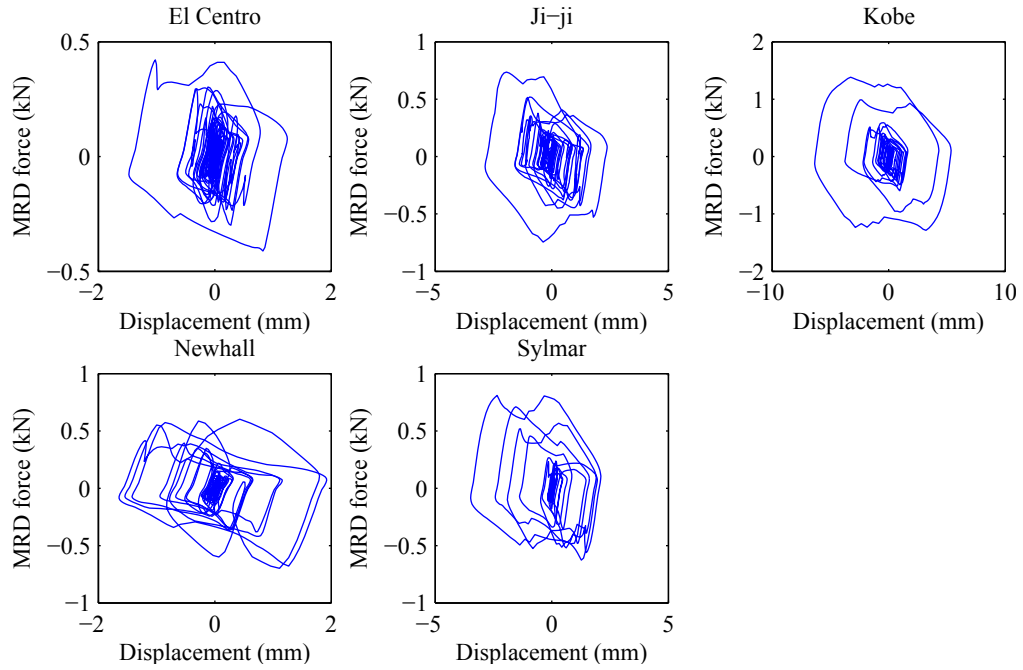 El Centro
0.5
0
−0.5
MRD force (kN)
−2
0
2
Displacement (mm)
Ji−ji
1
0.5
0
−0.5
−1
MRD force (kN)
−5
0
5
Displacement (mm)
Kobe
2
1
0
−1
−2
MRD force (kN)
−10
0
10
Displacement (mm)
Newhall
1
0.5
0
−0.5
−1
MRD force (kN)
−2
0
2
Displacement (mm)
Sylmar
1
0.5
0
−0.5
−1
MRD force (kN)
−5
0
5
Displacement (mm)